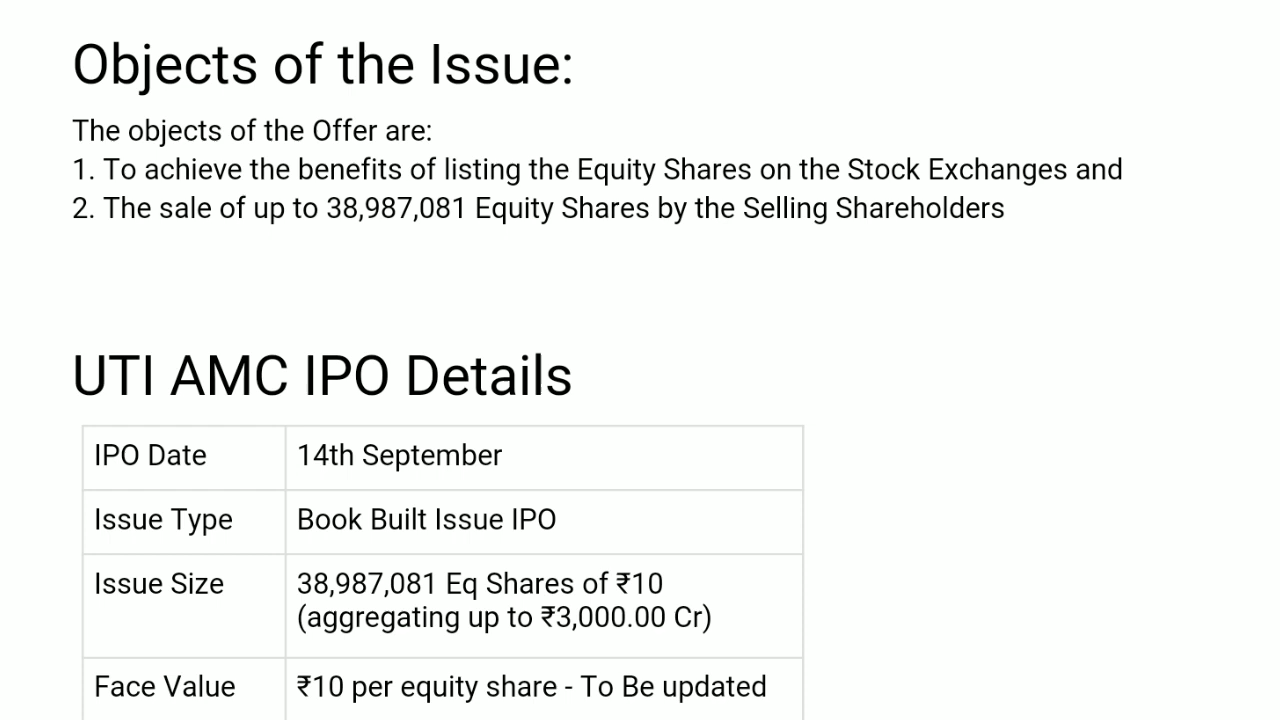 Objects of the Issue:
The objects of the Offer are:
1. To achieve the benefits of listing the Equity Shares on the Stock Exchanges and
2. The sale of up to 38,987,081 Equity Shares by the Selling Shareholders
UTI AMC IPO Details
IPO Date 14th September
Issue Type Book Built Issue IPO
Issue Size 38,987,081 Eq Shares of ₹10
(aggregating up to ₹3,000.00 Cr)
Face Value ₹10 per equity share - To Be updated